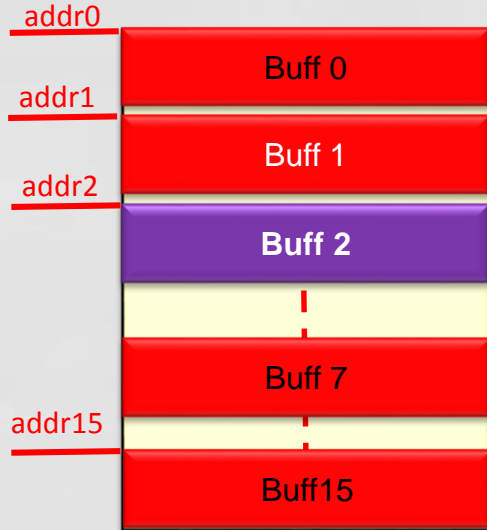 addr0
Buff 0
addr1
Buff 1
addr2
Buff 2
Buff 7
addr15
Buff15